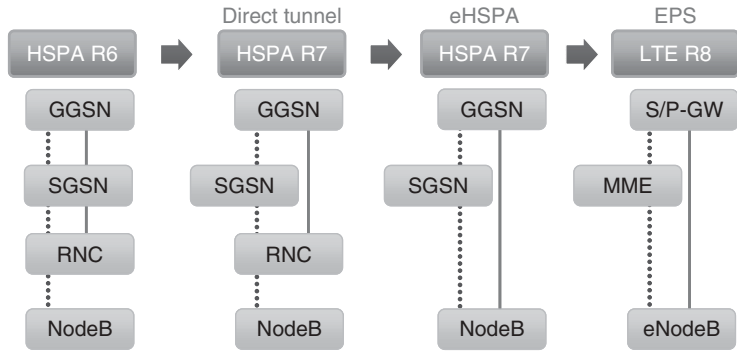 Direct tunnel eHSPA EPS
HSPA R6 HSPA R7 HSPA R7 LTE R8
GGSN GGSN GGSN S/P-GW
SGSN SGSN SGSN MME
RNC RNC
NodeB NodeB NodeB eNodeB